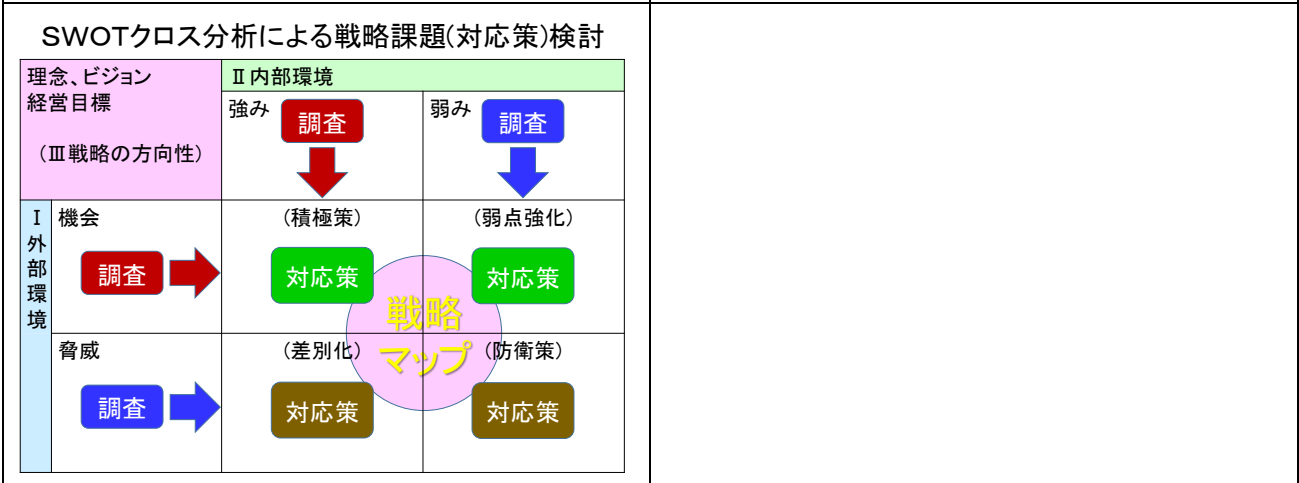 SWOTクロス分析による戦略課題(対応策)検討
理念、ビジョン
経営目標
(Ⅲ戦略の方向性)
Ⅱ内部環境
強み
調査
弱み
調査
Ⅰ外部環境
機会
調査
(積極策)
対応策
(弱点強化)
対応策
戦略
マップ
脅威
調査
(差別化)
対応策
(防衛策)
対応策